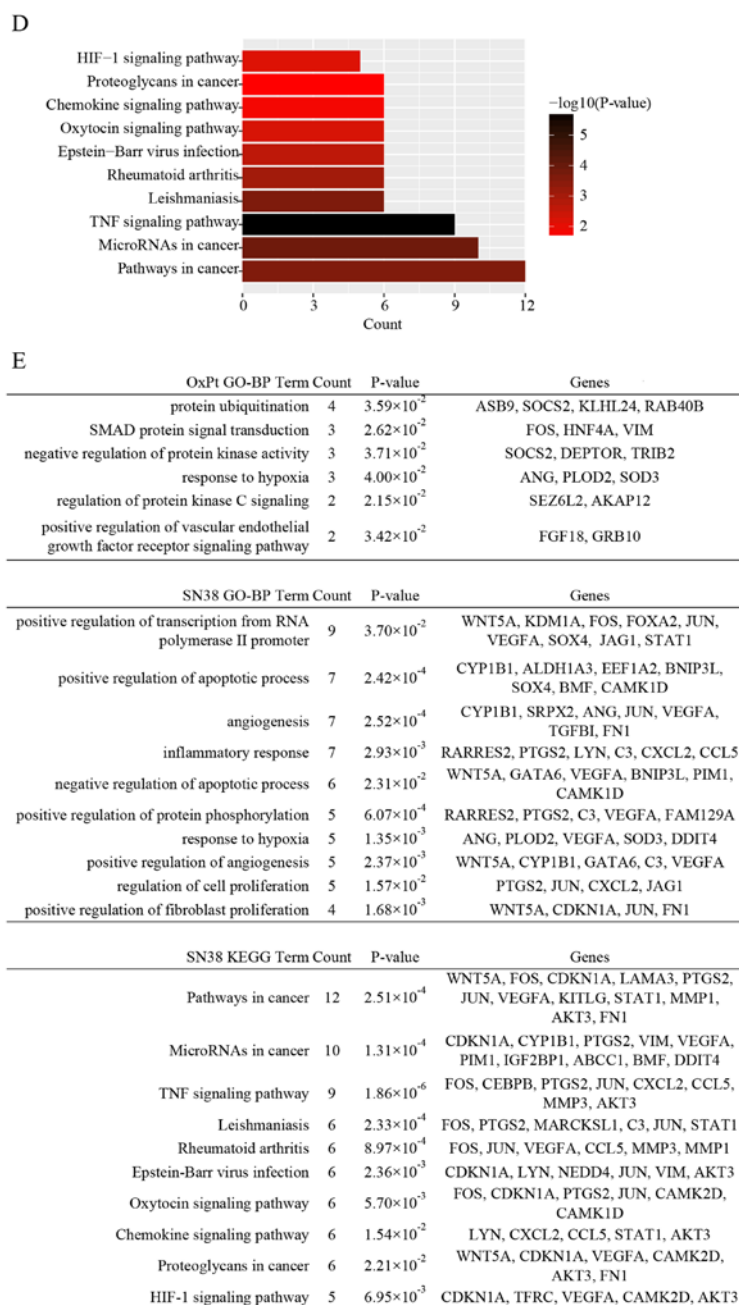 D
HIF−1 signaling pathway
Proteoglycans in cancer
Chemokine signaling pathway
Oxytocin signaling pathway
Epstein−Barr virus infection
Rheumatoid arthritis
Leishmaniasis
TNF signaling pathway
MicroRNAs in cancer
Pathways in cancer
0 3 6 9 12
Count
−log10(P-value)
5
4
3
2
E
OxPt GO-BP Term Count P-value Genes
protein ubiquitination 4 3.59×10⁻² ASB9, SOCS2, KLHL24, RAB40B
SMAD protein signal transduction 3 2.62×10⁻² FOS, HNF4A, VIM
negative regulation of protein kinase activity 3 3.71×10⁻² SOCS2, DEPTOR, TRIB2
response to hypoxia 3 4.00×10⁻² ANG, PLOD2, SOD3
regulation of protein kinase C signaling 2 2.15×10⁻² SEZ6L2, AKAP12
positive regulation of vascular endothelial
growth factor receptor signaling pathway 2 3.42×10⁻² FGF18, GRB10
SN38 GO-BP Term Count P-value Genes
positive regulation of transcription from RNA
polymerase II promoter 9 3.70×10⁻² WNT5A, KDM1A, FOS, FOXA2, JUN,
VEGFA, SOX4, JAG1, STAT1
positive regulation of apoptotic process 7 2.42×10⁻⁴ CYP1B1, ALDH1A3, EEF1A2, BNIP3L,
SOX4, BMF, CAMK1D
angiogenesis 7 2.52×10⁻⁴ CYP1B1, SRPX2, ANG, JUN, VEGFA,
TGFBI, FN1
inflammatory response 7 2.93×10⁻³ RARRES2, PTGS2, LYN, C3, CXCL2, CCL5
negative regulation of apoptotic process 6 2.31×10⁻² WNT5A, GATA6, VEGFA, BNIP3L, PIM1,
CAMK1D
positive regulation of protein phosphorylation 5 6.07×10⁻⁴ RARRES2, PTGS2, C3, VEGFA, FAM129A
response to hypoxia 5 1.35×10⁻³ ANG, PLOD2, VEGFA, SOD3, DDIT4
positive regulation of angiogenesis 5 2.37×10⁻³ WNT5A, CYP1B1, GATA6, C3, VEGFA
regulation of cell proliferation 5 1.57×10⁻² PTGS2, JUN, CXCL2, JAG1
positive regulation of fibroblast proliferation 4 1.68×10⁻³ WNT5A, CDKN1A, JUN, FN1
SN38 KEGG Term Count P-value Genes
Pathways in cancer 12 2.51×10⁻⁴ WNT5A, FOS, CDKN1A, LAMA3, PTGS2,
JUN, VEGFA, KITLG, STAT1, MMP1,
AKT3, FN1
MicroRNAs in cancer 10 1.31×10⁻⁴ CDKN1A, CYP1B1, PTGS2, VIM, VEGFA,
PIM1, IGF2BP1, ABCC1, BMF, DDIT4
TNF signaling pathway 9 1.86×10⁻⁶ FOS, CEBPB, PTGS2, JUN, CXCL2, CCL5,
MMP3, AKT3
Leishmaniasis 6 2.33×10⁻⁴ FOS, PTGS2, MARCKSL1, C3, JUN, STAT1
Rheumatoid arthritis 6 8.97×10⁻⁴ FOS, JUN, VEGFA, CCL5, MMP3, MMP1
Epstein-Barr virus infection 6 2.36×10⁻³ CDKN1A, LYN, NEDD4, JUN, VIM, AKT3
Oxytocin signaling pathway 6 5.70×10⁻³ FOS, CDKN1A, PTGS2, JUN, CAMK2D,
CAMK1D
Chemokine signaling pathway 6 1.54×10⁻² LYN, CXCL2, CCL5, STAT1, AKT3
Proteoglycans in cancer 6 2.21×10⁻² WNT5A, CDKN1A, VEGFA, CAMK2D,
AKT3, FN1
HIF-1 signaling pathway 5 6.95×10⁻³ CDKN1A, TFRC, VEGFA, CAMK2D, AKT3